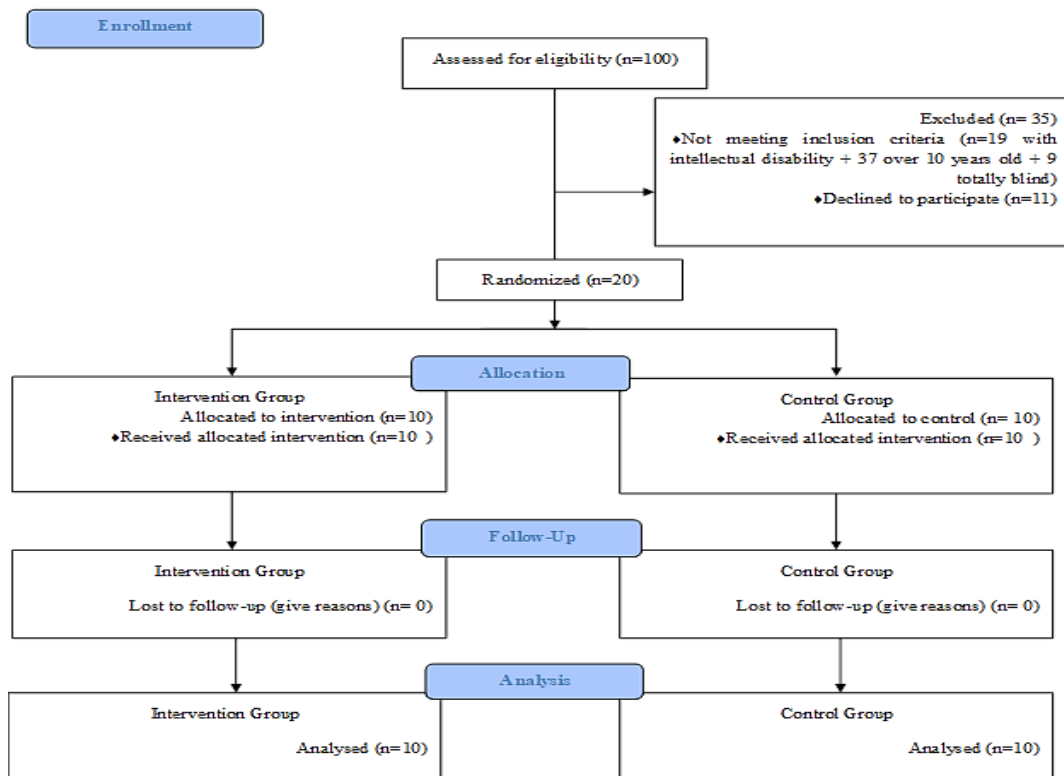 Enrollment
Assessed for eligibility (n=100)
Excluded (n= 35)
♦Not meeting inclusion criteria (n=19 with
intellectual disability + 37 over 10 years old + 9
totally blind)
♦Declined to participate (n=11)
Randomized (n=20)
Allocation
Intervention Group
Allocated to intervention (n=10)
♦Received allocated intervention (n=10 )
Control Group
Allocated to control (n= 10)
♦Received allocated intervention (n=10 )
Follow-Up
Intervention Group
Lost to follow-up (give reasons) (n= 0)
Control Group
Lost to follow-up (give reasons) (n= 0)
Analysis
Intervention Group
Analysed (n=10)
Control Group
Analysed (n=10)